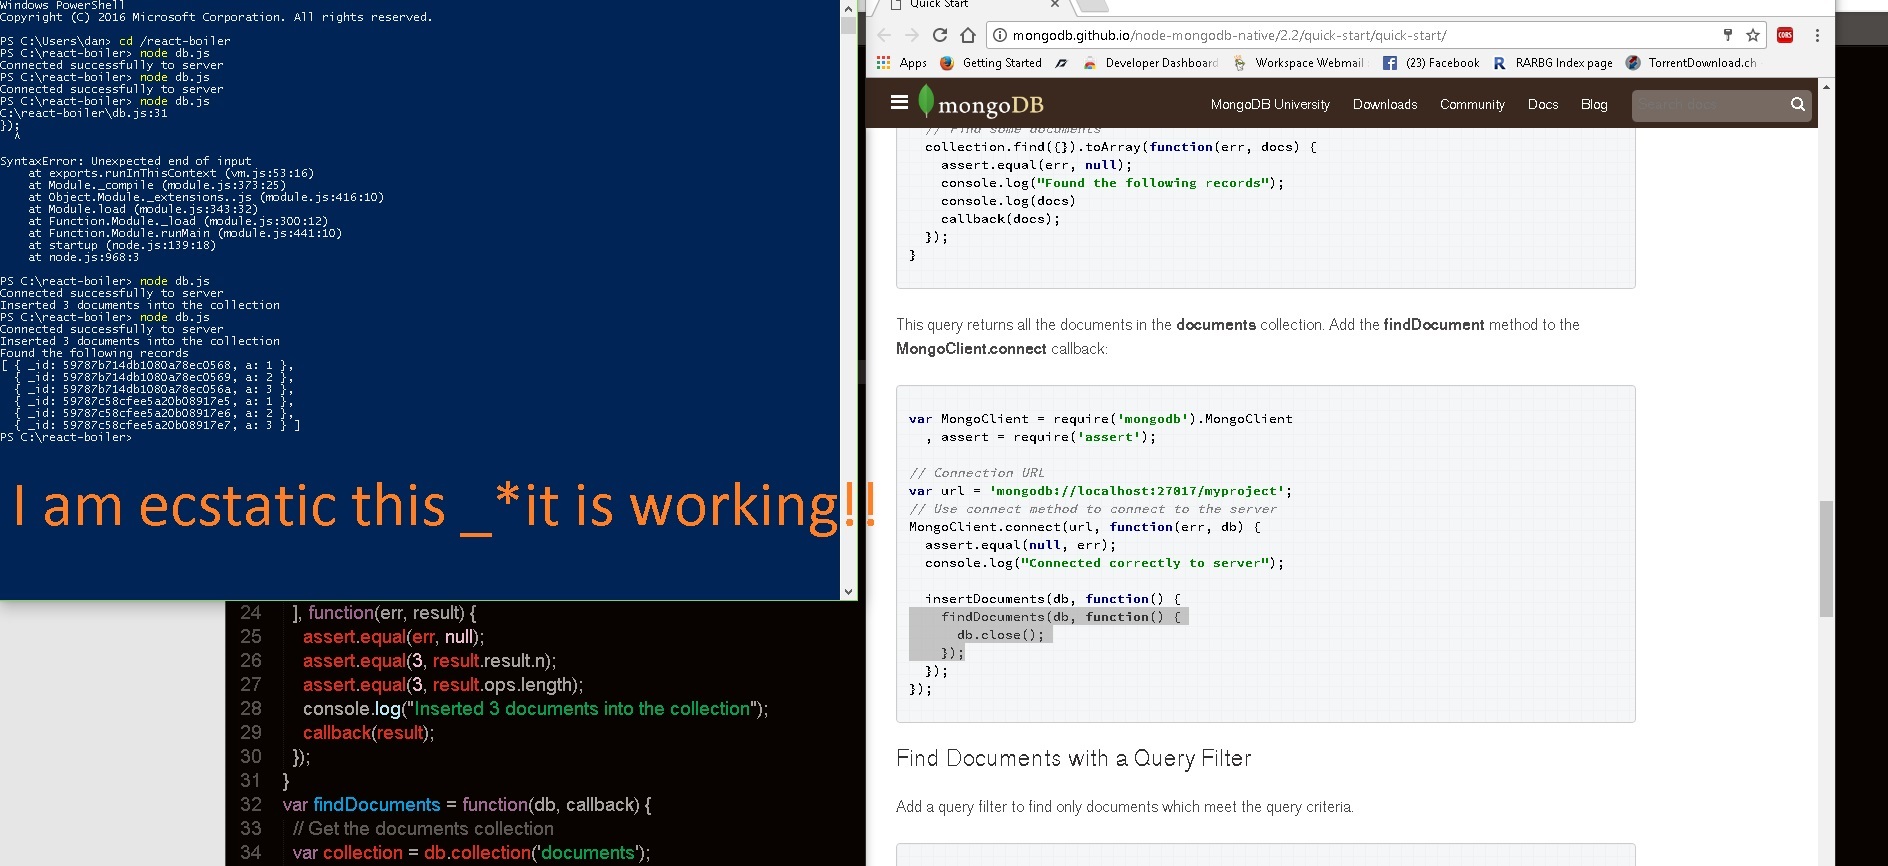 Windows PowerShell
Copyright (C) 2016 Microsoft Corporation. All rights reserved.
PS C:\Users\dan> cd /react-boiler
PS C:\react-boiler> node db.js
Connected successfully to server
PS C:\react-boiler> node db.js
Connected successfully to server
PS C:\react-boiler> node db.js
C:\react-boiler\db.js:31
});
^
SyntaxError: Unexpected end of input
at exports.runInThisContext (vm.js:53:16)
at Module._compile (module.js:373:25)
at Object.Module._extensions..js (module.js:416:10)
at Module.load (module.js:343:32)
at Function.Module._load (module.js:300:12)
at Function.Module.runMain (module.js:441:10)
at startup (node.js:139:18)
at node.js:968:3
PS C:\react-boiler> node db.js
Connected successfully to server
Inserted 3 documents into the collection
PS C:\react-boiler> node db.js
Connected successfully to server
Inserted 3 documents into the collection
Found the following records
[ { _id: 59787b714db1080a78ec0568, a: 1 },
{ _id: 59787b714db1080a78ec0569, a: 2 },
{ _id: 59787b714db1080a78ec056a, a: 3 },
{ _id: 59787c58cfee5a20b08917e5, a: 1 },
{ _id: 59787c58cfee5a20b08917e6, a: 2 },
{ _id: 59787c58cfee5a20b08917e7, a: 3 } ]
PS C:\react-boiler>
I am ecstatic this _*it is working!!
24 ], function(err, result) {
25 assert.equal(err, null);
26 assert.equal(3, result.result.n);
27 assert.equal(3, result.ops.length);
28 console.log("Inserted 3 documents into the collection");
29 callback(result);
30 });
31 }
32 var findDocuments = function(db, callback) {
33 // Get the documents collection
34 var collection = db.collection('documents');
Quick Start
mongodb.github.io/node-mongodb-native/2.2/quick-start/quick-start/
CORS
Apps Getting Started Developer Dashboard Workspace Webmail (23) Facebook R RARBG Index page TorrentDownload.ch
mongoDB MongoDB University Downloads Community Docs Blog Search docs
// Find some documents
collection.find({}).toArray(function(err, docs) {
assert.equal(err, null);
console.log("Found the following records");
console.log(docs)
callback(docs);
});
}
This query returns all the documents in the documents collection. Add the findDocument method to the
MongoClient.connect callback:
var MongoClient = require('mongodb').MongoClient
, assert = require('assert');
// Connection URL
var url = 'mongodb://localhost:27017/myproject';
// Use connect method to connect to the server
MongoClient.connect(url, function(err, db) {
assert.equal(null, err);
console.log("Connected correctly to server");
insertDocuments(db, function() {
findDocuments(db, function() {
db.close();
});
});
});
Find Documents with a Query Filter
Add a query filter to find only documents which meet the query criteria.